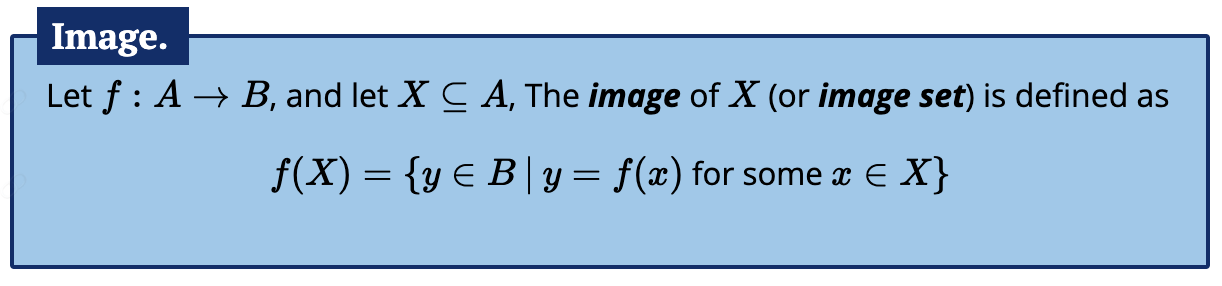 Image.
Let f : A → B, and let X ⊆ A, The image of X (or image set) is defined as
f(X) = {y ∈ B | y = f(x) for some x ∈ X}